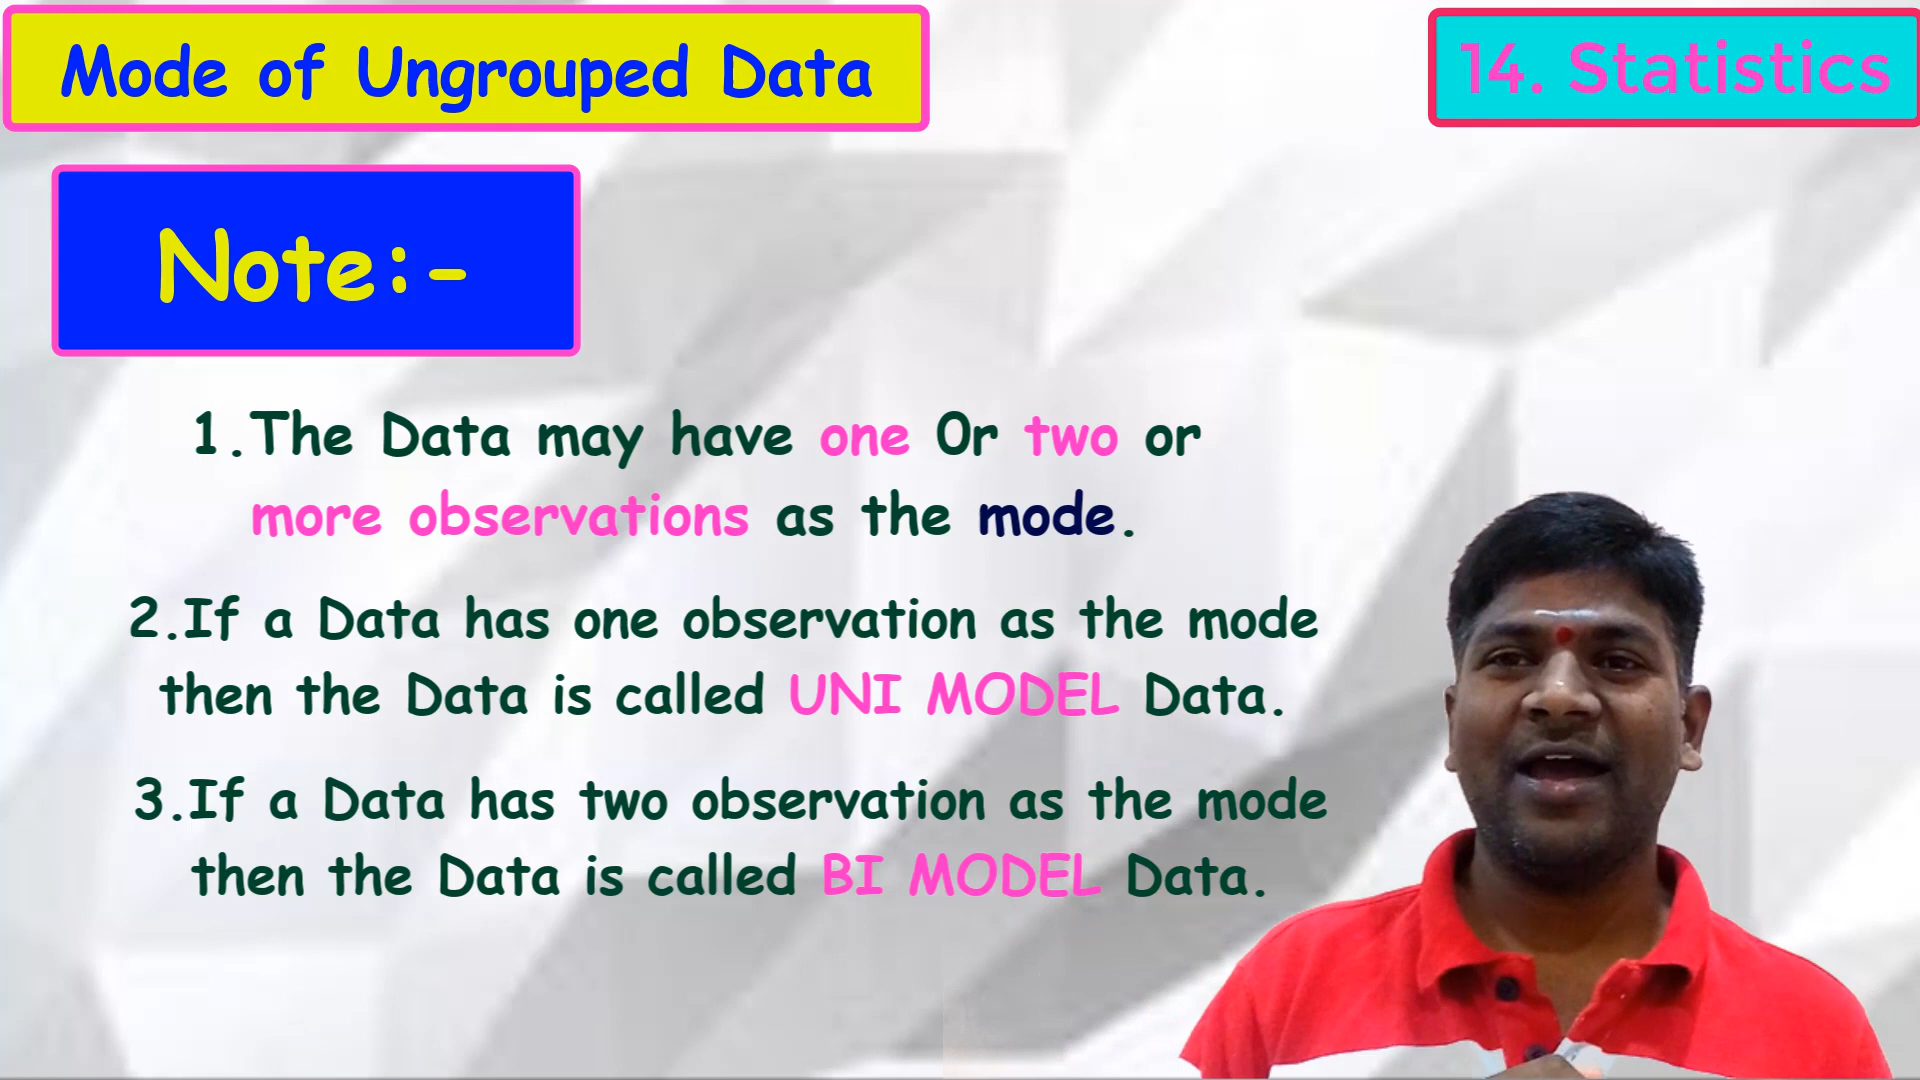 Mode of Ungrouped Data
14. Statistics
Note:-
1.The Data may have one Or two or
more observations as the mode.
2.If a Data has one observation as the mode
then the Data is called UNI MODEL Data.
3.If a Data has two observation as the mode
then the Data is called BI MODEL Data.